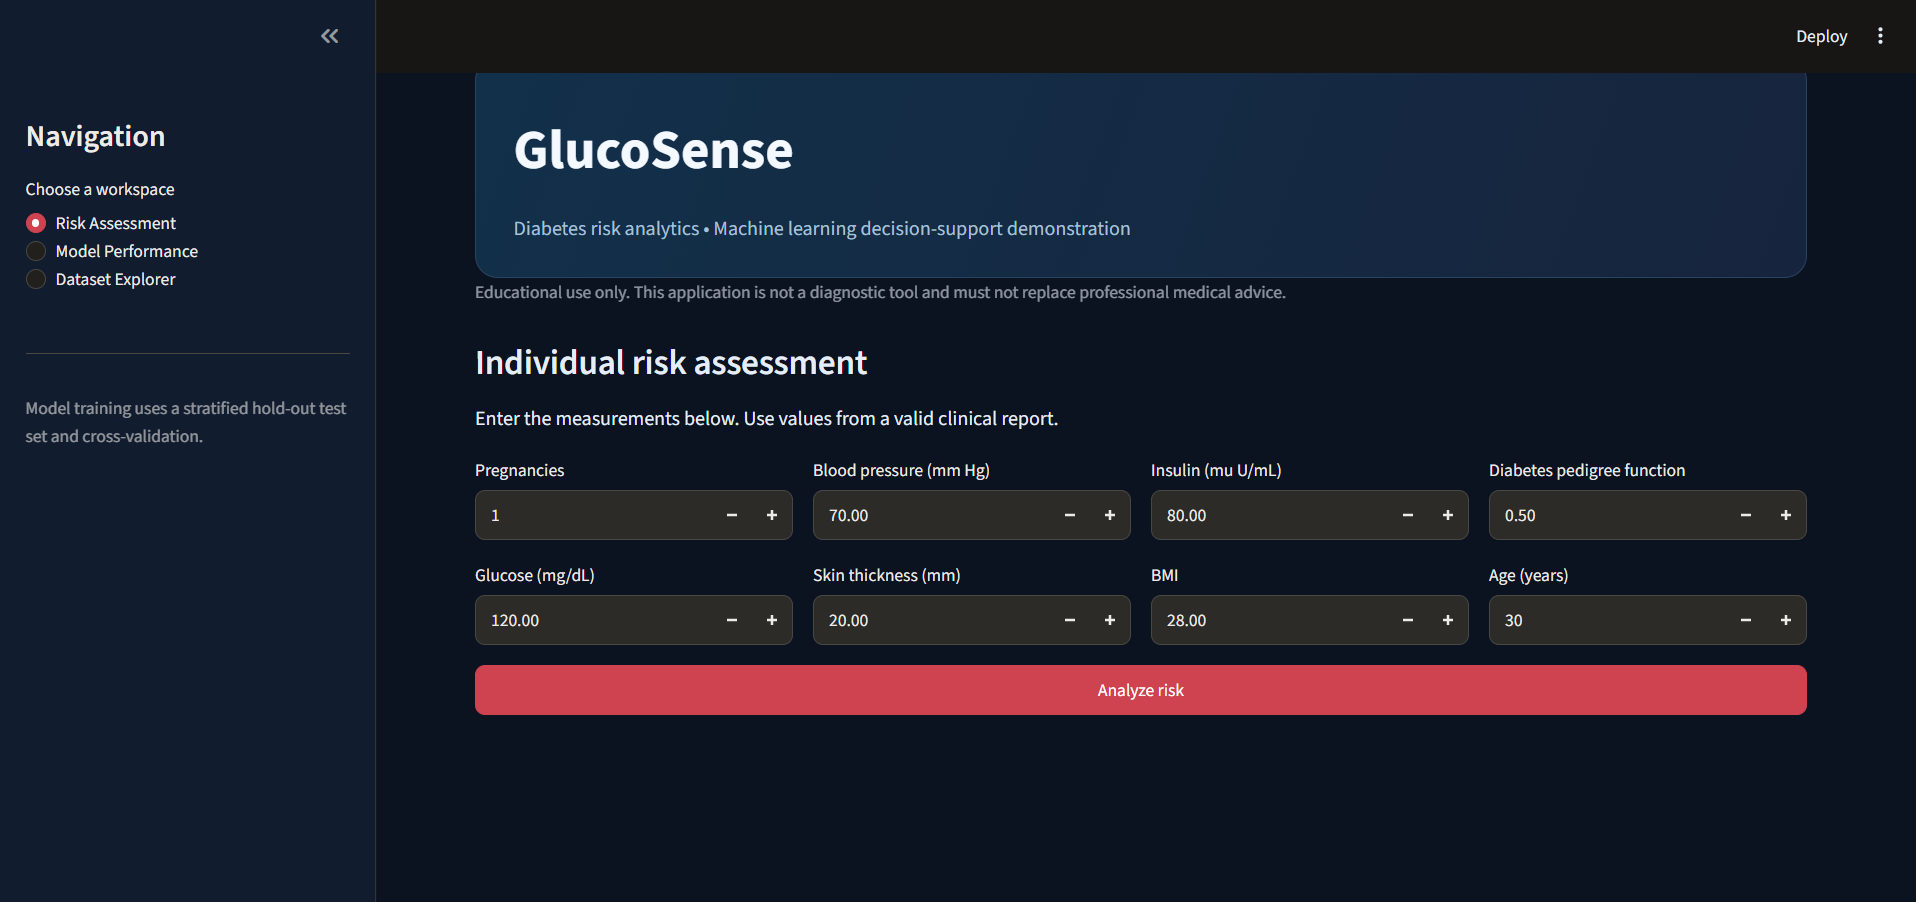 Deploy
Navigation
Choose a workspace
Risk Assessment
Model Performance
Dataset Explorer
Model training uses a stratified hold-out test
set and cross-validation.
GlucoSense
Diabetes risk analytics • Machine learning decision-support demonstration
Educational use only. This application is not a diagnostic tool and must not replace professional medical advice.
Individual risk assessment
Enter the measurements below. Use values from a valid clinical report.
Pregnancies
1
Blood pressure (mm Hg)
70.00
Insulin (mu U/mL)
80.00
Diabetes pedigree function
0.50
Glucose (mg/dL)
120.00
Skin thickness (mm)
20.00
BMI
28.00
Age (years)
30
Analyze risk